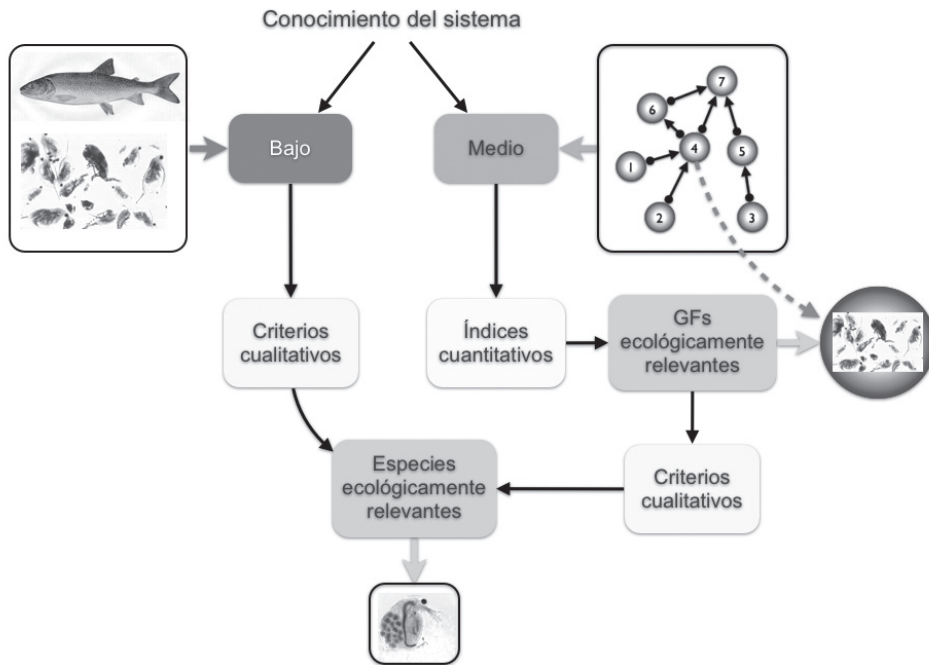 Conocimiento del sistema
Bajo
Medio
7
6
4
5
1
2
3
Criterios
cualitativos
Índices
cuantitativos
GFs
ecológicamente
relevantes
Especies
ecológicamente
relevantes
Criterios
cualitativos